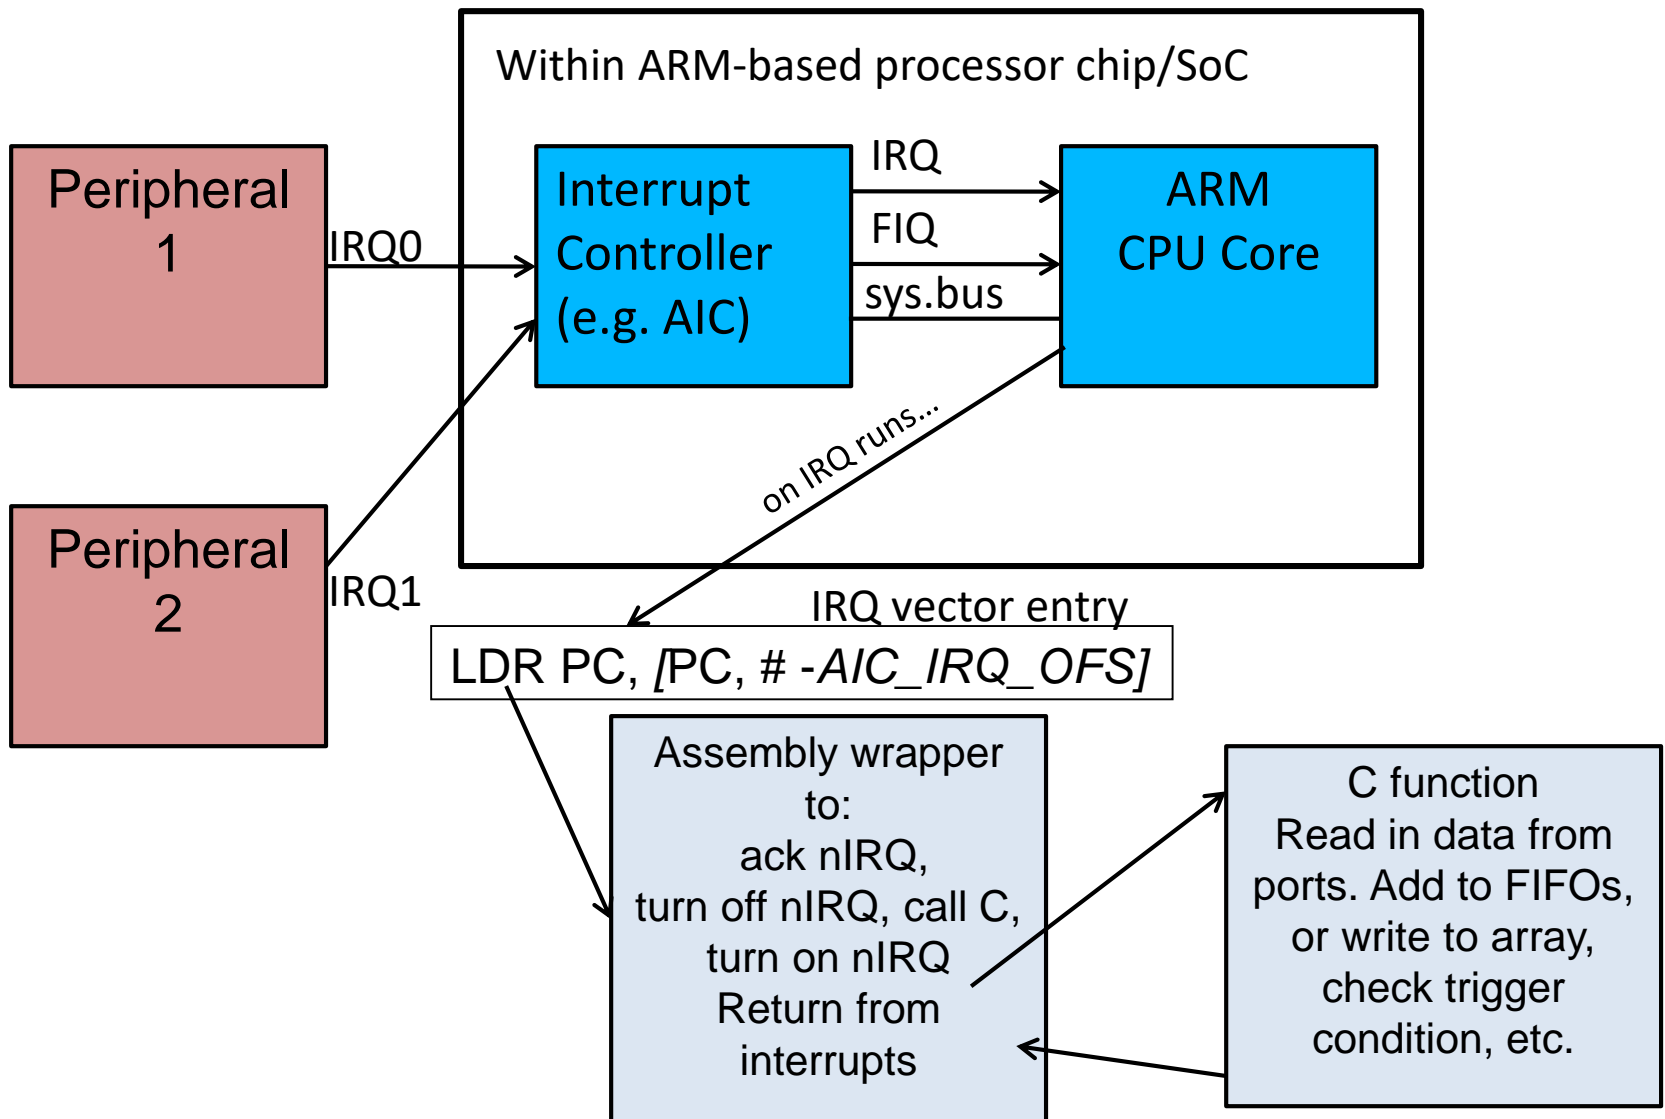 Within ARM-based processor chip/SoC
Peripheral
1
IRQ0
Interrupt
Controller
(e.g. AIC)
IRQ
FIQ
sys.bus
ARM
CPU Core
on IRQ runs...
Peripheral
2
IRQ1
IRQ vector entry
LDR PC, [PC, # -AIC_IRQ_OFS]
Assembly wrapper
to:
ack nIRQ,
turn off nIRQ, call C,
turn on nIRQ
Return from
interrupts
C function
Read in data from
ports. Add to FIFOs,
or write to array,
check trigger
condition, etc.